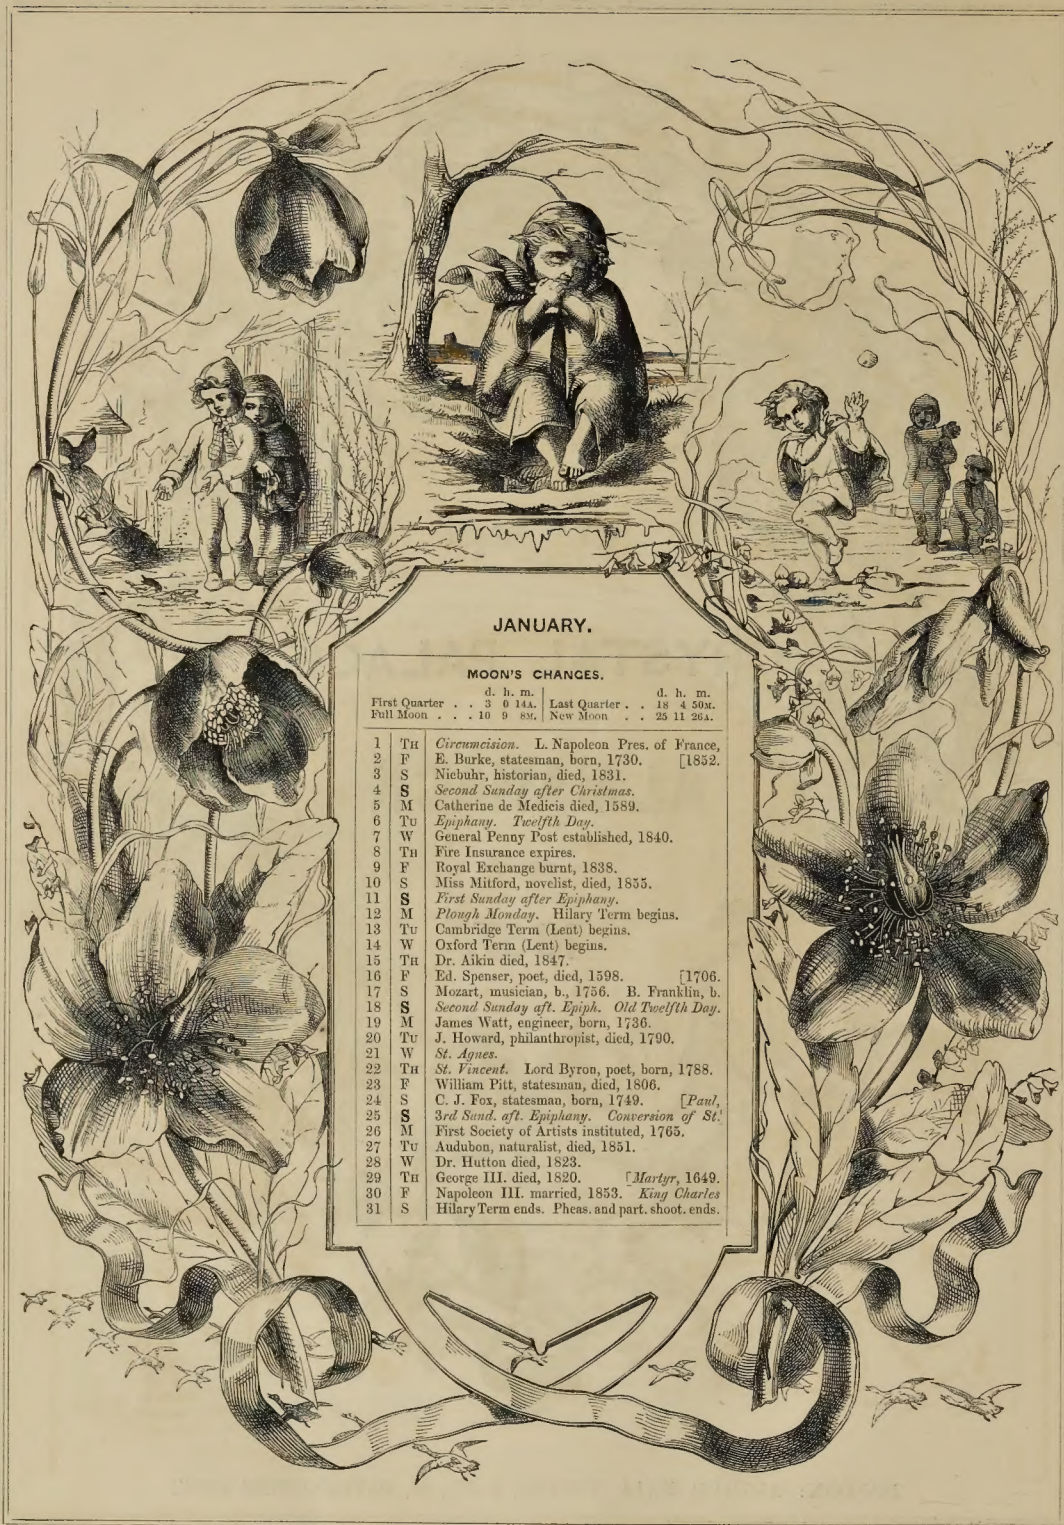 JANUARY.
MOON'S CHANGES.
d. h. m. d. h. m.
First Quarter . . 3 0 14A. Last Quarter . . 18 4 50M.
Full Moon . . . 10 9 8M. New Moon . . 25 11 26A.
1 TH Circumcision. L. Napoleon Pres. of France,
2 F E. Burke, statesman, born, 1730. [1852.
3 S Niebuhr, historian, died, 1831.
4 S Second Sunday after Christmas.
5 M Catherine de Medicis died, 1589.
6 TU Epiphany. Twelfth Day.
7 W General Penny Post established, 1840.
8 TH Fire Insurance expires.
9 F Royal Exchange burnt, 1838.
10 S Miss Mitford, novelist, died, 1855.
11 S First Sunday after Epiphany.
12 M Plough Monday. Hilary Term begins.
13 TU Cambridge Term (Lent) begins.
14 W Oxford Term (Lent) begins.
15 TH Dr. Aikin died, 1847.
16 F Ed. Spenser, poet, died, 1598. [1706.
17 S Mozart, musician, b., 1756. B. Franklin, b.
18 S Second Sunday aft. Epiph. Old Twelfth Day.
19 M James Watt, engineer, born, 1736.
20 TU J. Howard, philanthropist, died, 1790.
21 W St. Agnes.
22 TH St. Vincent. Lord Byron, poet, born, 1788.
23 F William Pitt, statesman, died, 1806.
24 S C. J. Fox, statesman, born, 1749. [Paul,
25 S 3rd Sund. aft. Epiphany. Conversion of St.
26 M First Society of Artists instituted, 1765.
27 TU Audubon, naturalist, died, 1851.
28 W Dr. Hutton died, 1823.
29 TH George III. died, 1820. [Martyr, 1649.
30 F Napoleon III. married, 1853. King Charles
31 S Hilary Term ends. Pheas. and part. shoot. ends.